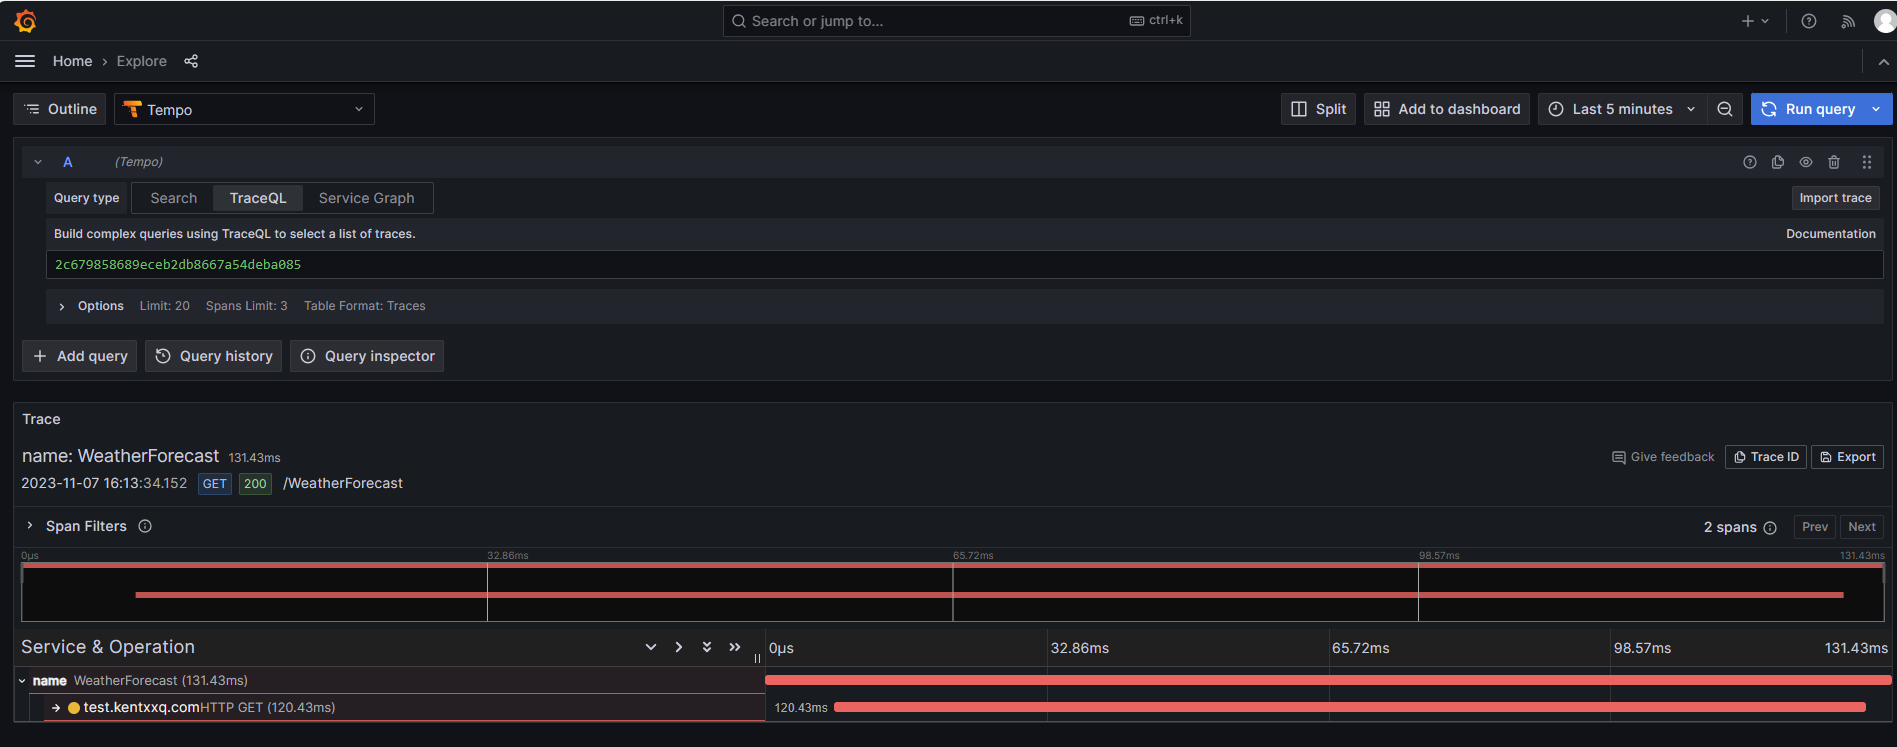 Search or jump to... ctrl+k
Home › Explore
Outline Tempo Split Add to dashboard Last 5 minutes Run query
A (Tempo)
Query type Search TraceQL Service Graph Import trace
Build complex queries using TraceQL to select a list of traces. Documentation
2c679858689eceb2db8667a54deba085
Options Limit: 20 Spans Limit: 3 Table Format: Traces
Add query Query history Query inspector
Trace
name: WeatherForecast 131.43ms Give feedback Trace ID Export
2023-11-07 16:13:34.152 GET 200 /WeatherForecast
Span Filters 2 spans Prev Next
0μs 32.86ms 65.72ms 98.57ms 131.43ms
Service & Operation 0μs 32.86ms 65.72ms 98.57ms 131.43ms
name WeatherForecast (131.43ms)
test.kentxxq.com HTTP GET (120.43ms) 120.43ms